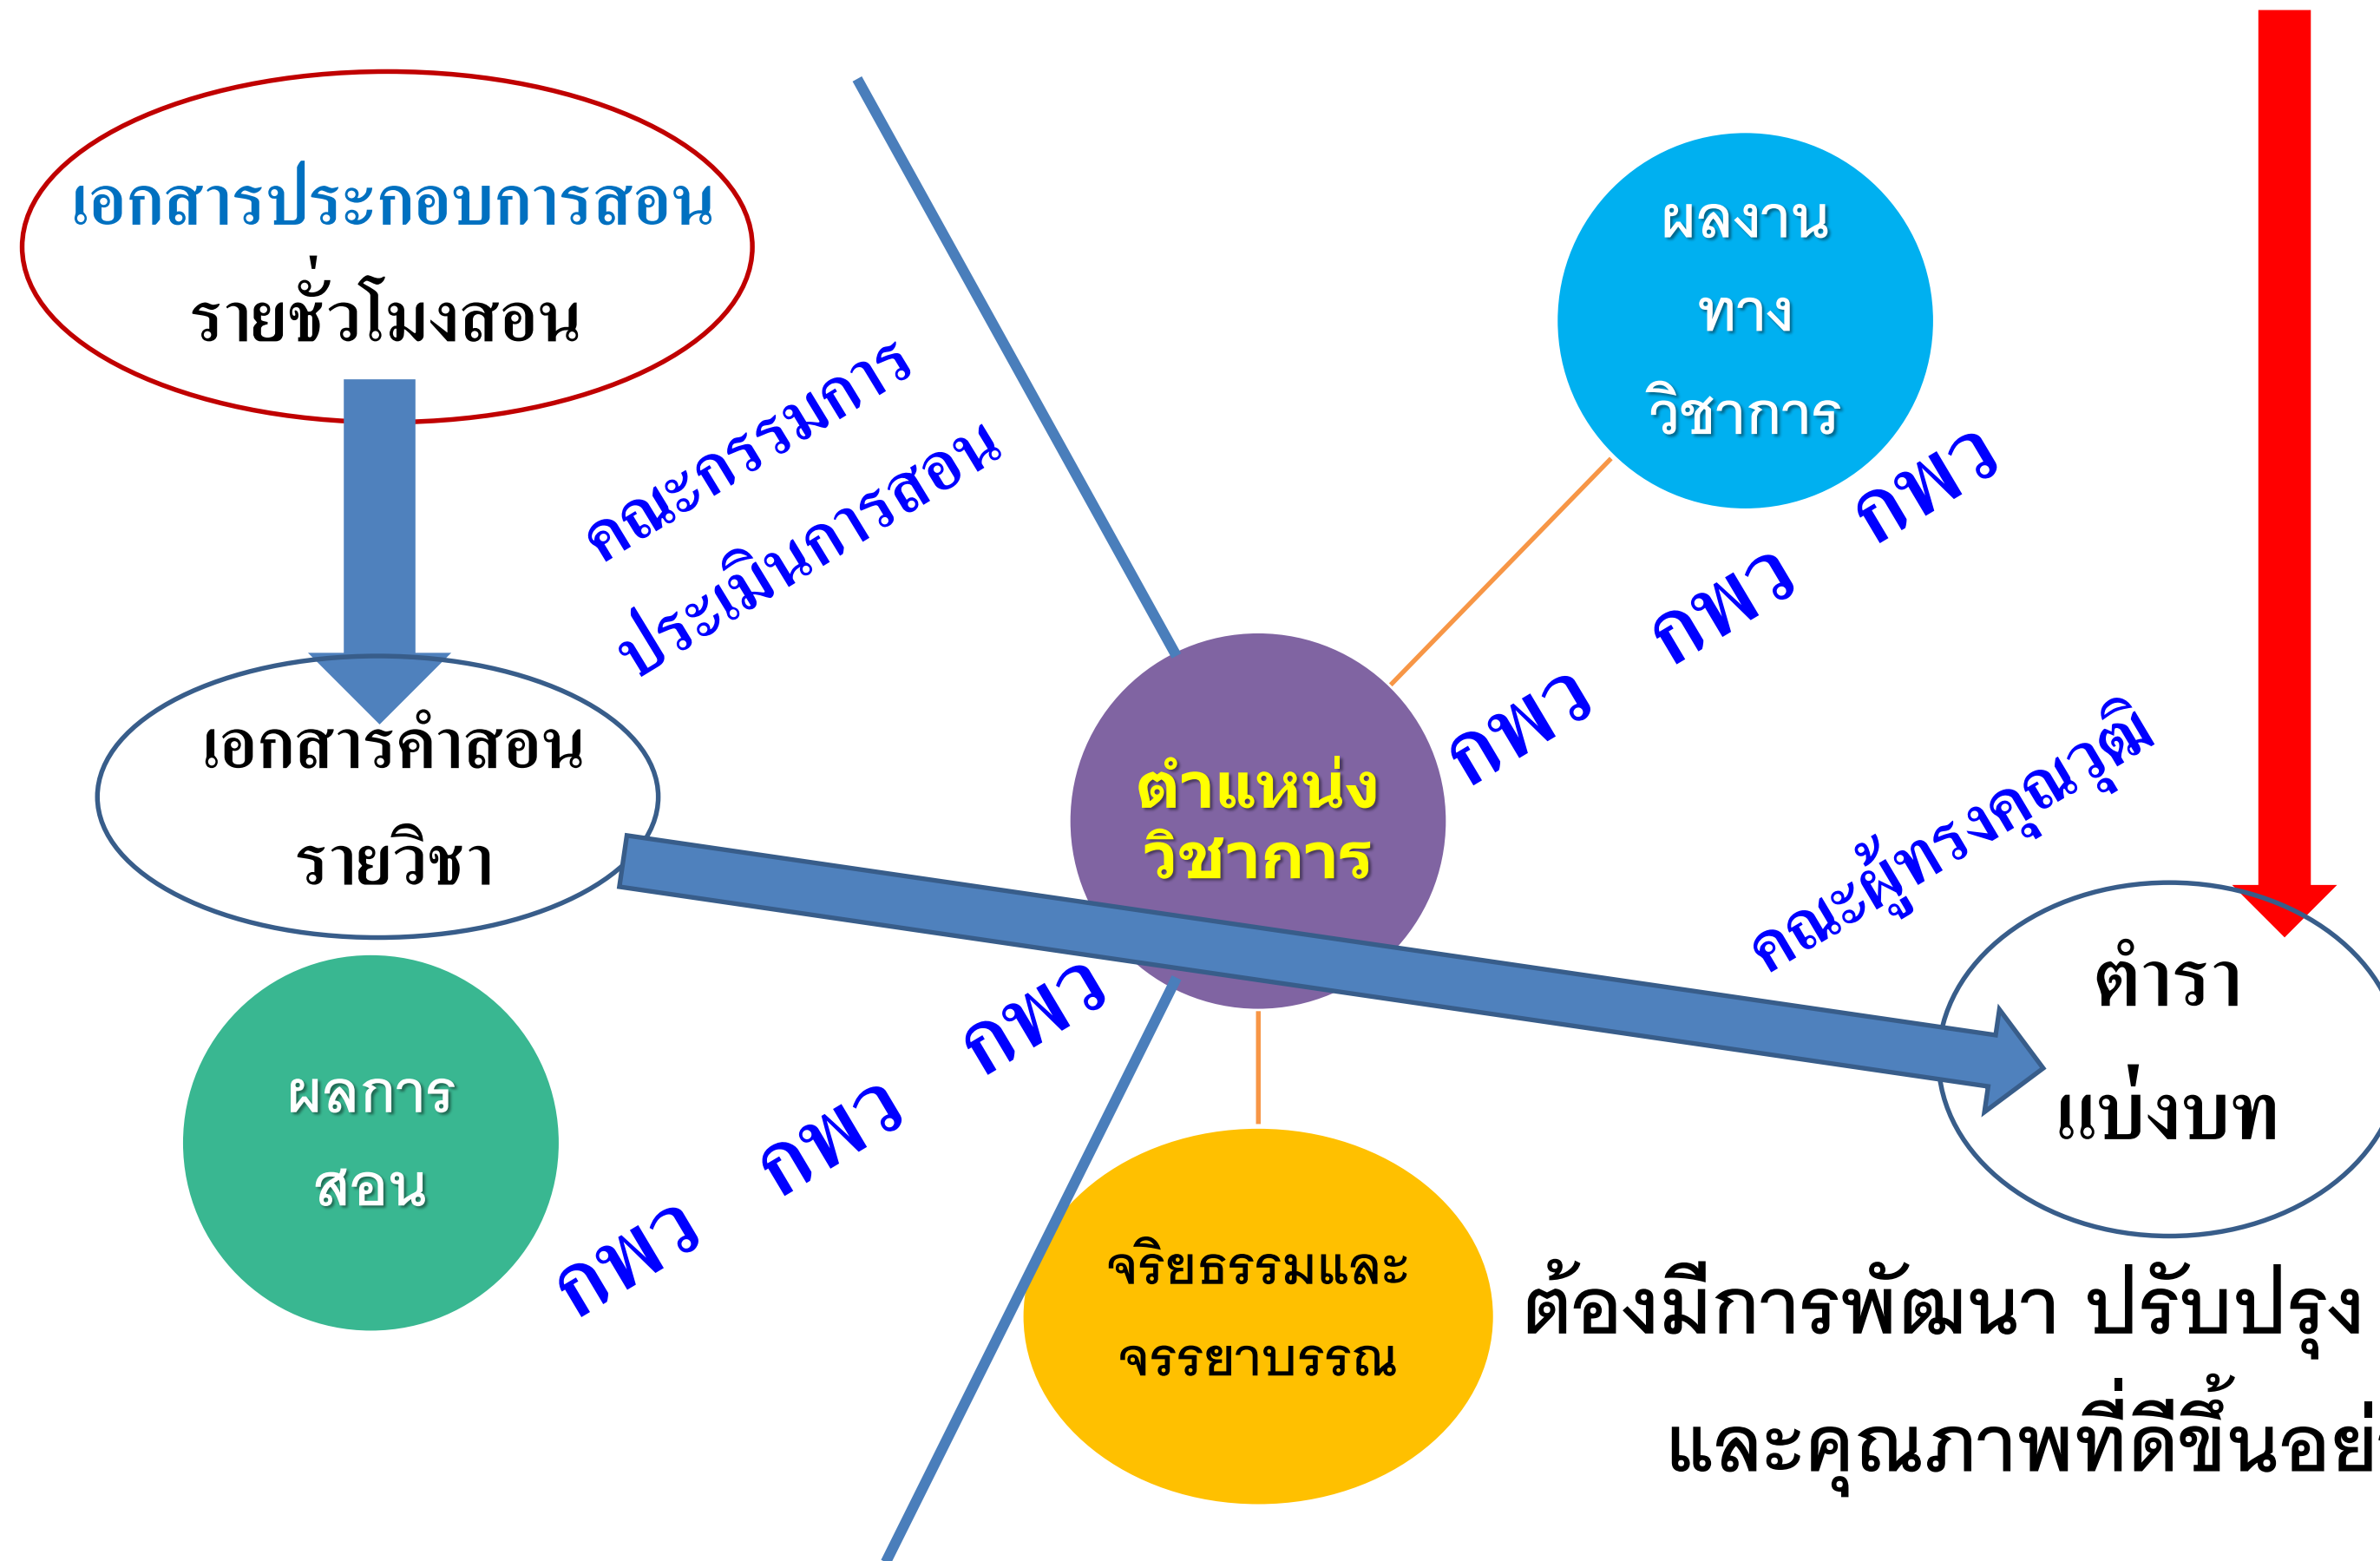 เอกสารประกอบการสอน
รายชั่วโมงสอน
ผลงาน
ทาง
วิชาการ
คณะกรรมการ
ประเมินการสอน
กพว กพว กพว
เอกสารคำสอน
รายวิชา
ตำแหน่ง
วิชาการ
คณะผู้ทรงคุณวุฒิ
ตำรา
แบ่งบท
ผลการ
สอน
กพว กพว กพว
จริยธรรมและ
จรรยาบรรณ
ต้องมีการพัฒนา ปรับปรุง
และคุณภาพที่ดีขึ้นอย่